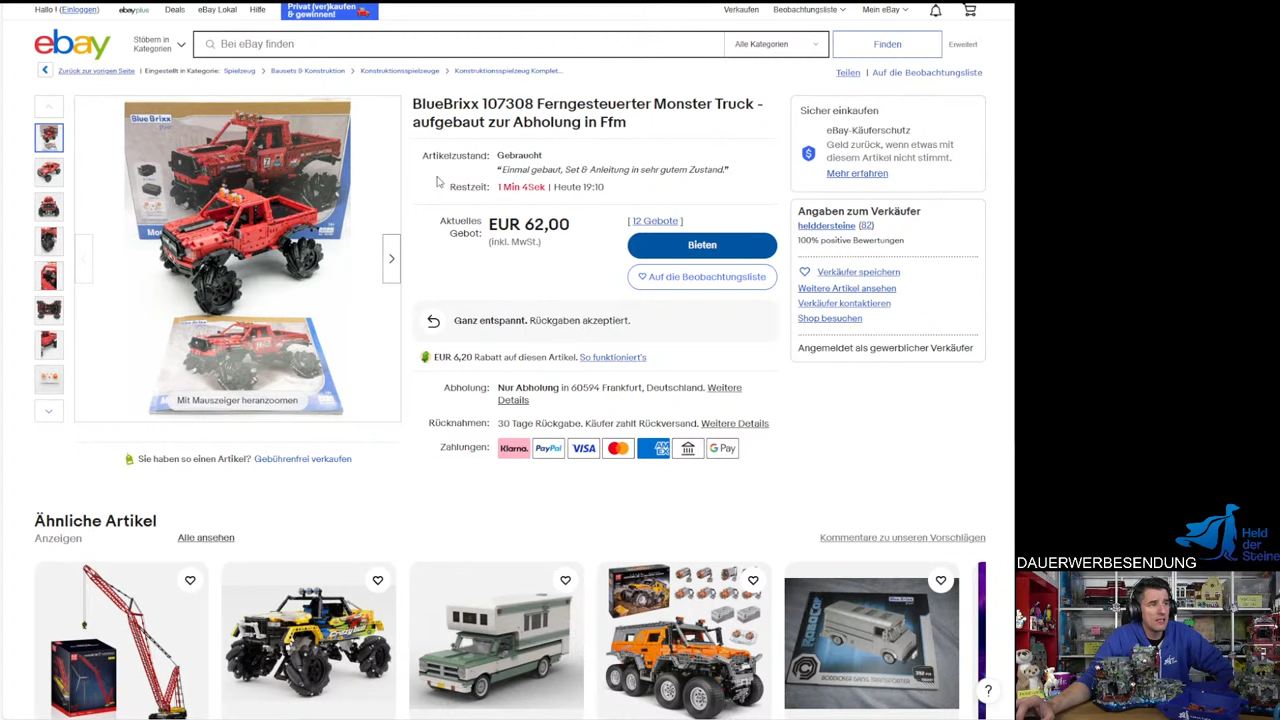 Hallo ! (Einloggen)
ebayplus
Deals
eBay Lokal
Hilfe
Privat (ver)kaufen
& gewinnen!
Verkaufen
Beobachtungsliste
Mein eBay
ebay
Stöbern in
Kategorien
Bei eBay finden
Alle Kategorien
Finden
Erweitert
Zurück zur vorigen Seite | Eingestellt in Kategorie: Spielzeug > Bausets & Konstruktion > Konstruktionsspielzeuge > Konstruktionsspielzeug Komplet...
Teilen | Auf die Beobachtungsliste
BlueBrixx
Mit Mauszeiger heranzoomen
Sie haben so einen Artikel? Gebührenfrei verkaufen
BlueBrixx 107308 Ferngesteuerter Monster Truck -
aufgebaut zur Abholung in Ffm
Artikelzustand: Gebraucht
"Einmal gebaut, Set & Anleitung in sehr gutem Zustand."
Restzeit: 1 Min 4Sek | Heute 19:10
Aktuelles
Gebot:
EUR 62,00
(inkl. MwSt.)
[ 12 Gebote ]
Bieten
Auf die Beobachtungsliste
Ganz entspannt. Rückgaben akzeptiert.
EUR 6,20 Rabatt auf diesen Artikel. So funktioniert's
Abholung: Nur Abholung in 60594 Frankfurt, Deutschland. Weitere
Details
Rücknahmen: 30 Tage Rückgabe. Käufer zahlt Rückversand. Weitere Details
Zahlungen: Klarna. PayPal VISA AM EX G Pay
Sicher einkaufen
eBay-Käuferschutz
Geld zurück, wenn etwas mit
diesem Artikel nicht stimmt.
Mehr erfahren
Angaben zum Verkäufer
helddersteine (82)
100% positive Bewertungen
Verkäufer speichern
Weitere Artikel ansehen
Verkäufer kontaktieren
Shop besuchen
Angemeldet als gewerblicher Verkäufer
Ähnliche Artikel
Anzeigen
Alle ansehen
Kommentare zu unseren Vorschlägen
ROBOCOP
?
Held
der
Steine
DAUERWERBESENDUNG